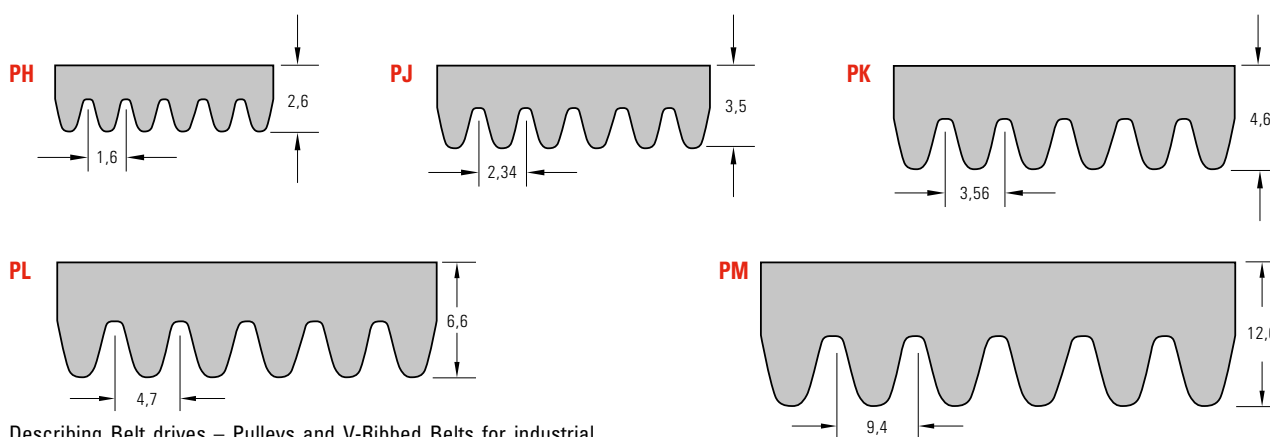 PH
2,6
1,6
PJ
3,5
2,34
PK
4,6
3,56
PL
6,6
4,7
PM
9,4
Describing Belt drives – Pulleys and V-Ribbed Belts for industrial